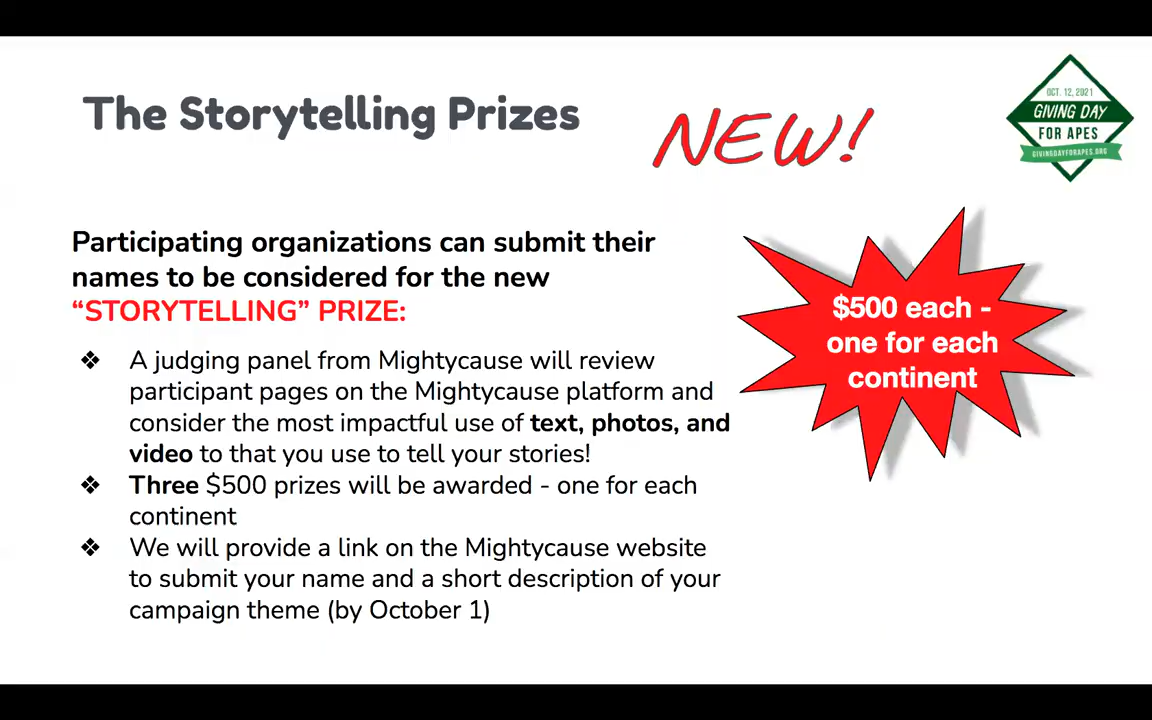 The Storytelling Prizes
NEW!
OCT. 12, 2021
GIVING DAY
FOR APES
GIVINGDAYFORAPES.ORG
Participating organizations can submit their
names to be considered for the new
“STORYTELLING” PRIZE:
❖ A judging panel from Mightycause will review
participant pages on the Mightycause platform and
consider the most impactful use of text, photos, and
video to that you use to tell your stories!
❖ Three $500 prizes will be awarded - one for each
continent
❖ We will provide a link on the Mightycause website
to submit your name and a short description of your
campaign theme (by October 1)
$500 each -
one for each
continent